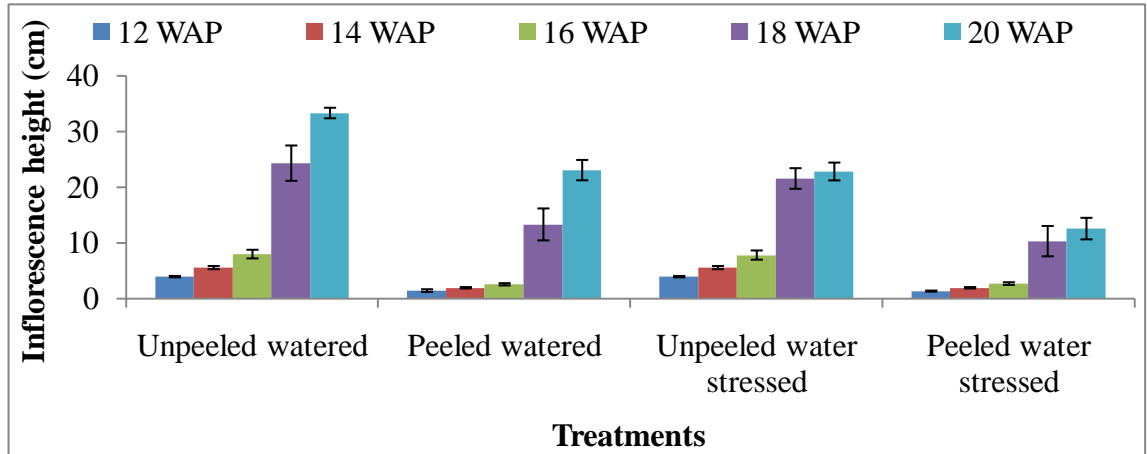 12 WAP 14 WAP 16 WAP 18 WAP 20 WAP
Inflorescence height (cm)
40
30
20
10
0
Unpeeled watered
Peeled watered
Unpeeled water
stressed
Peeled water
stressed
Treatments